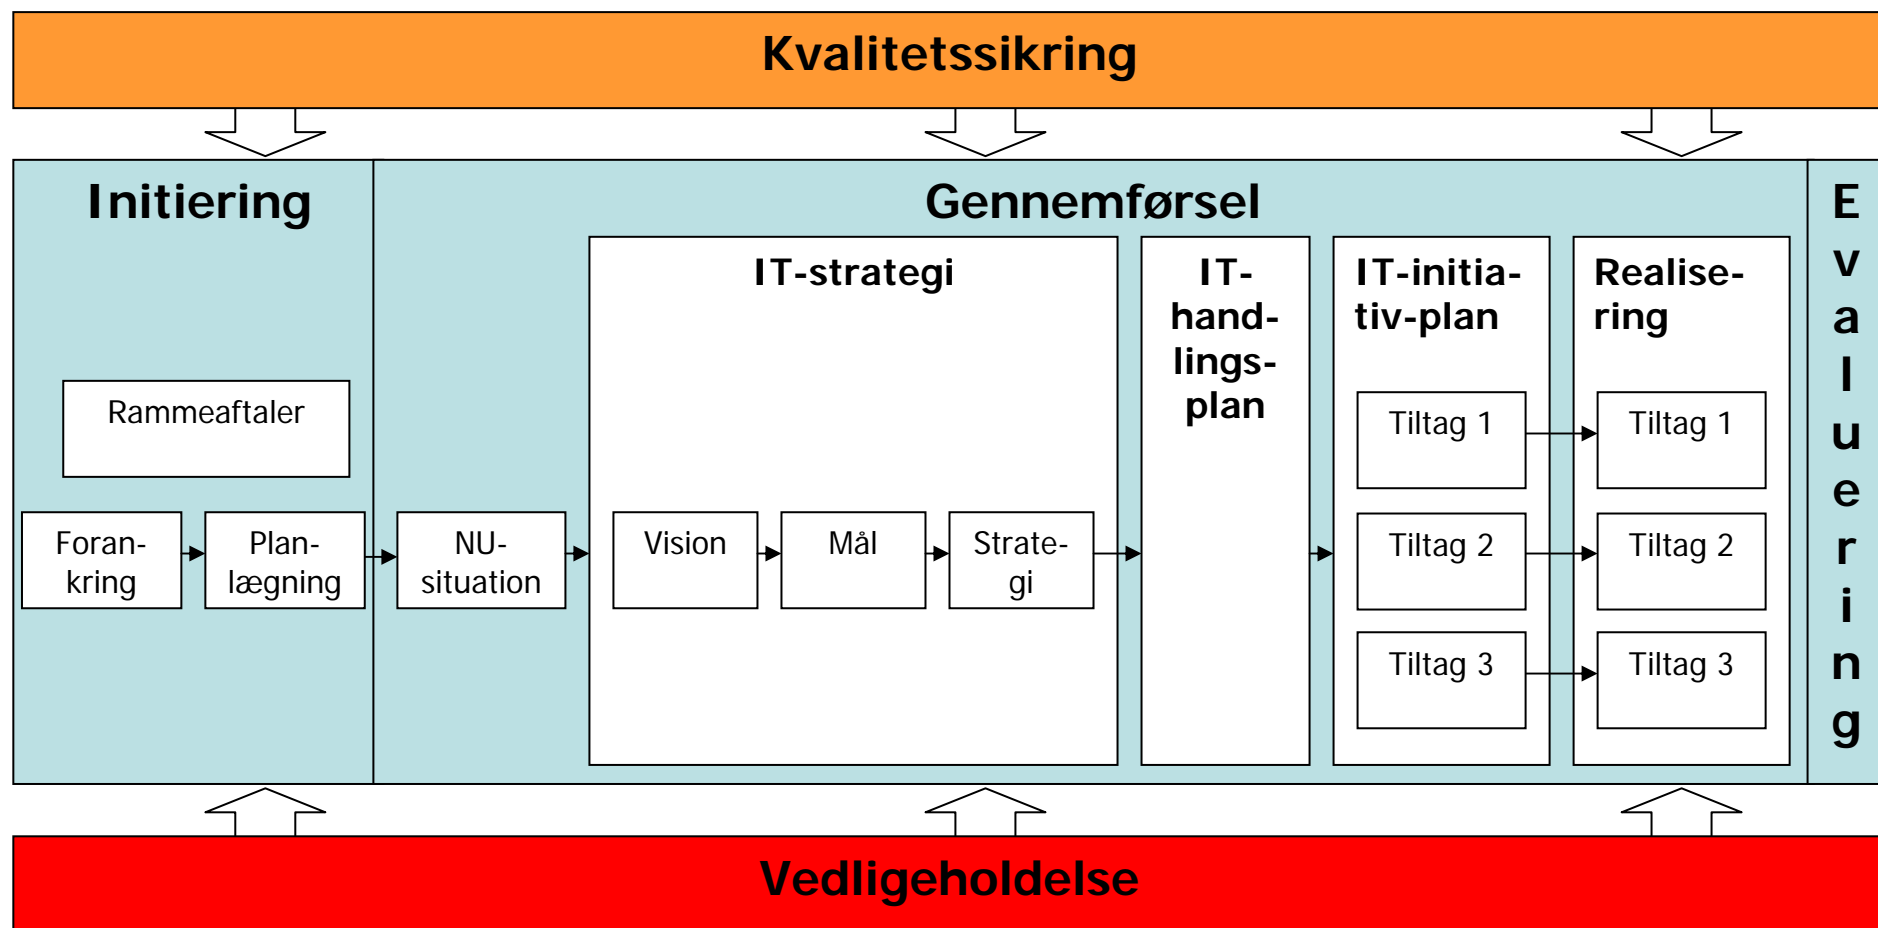 Kvalitetssikring
Initiering
Rammeaftaler
Foran-
kring
Plan-
lægning
Gennemførsel
NU-
situation
IT-strategi
Vision
Mål
Strate-
gi
IT-
hand-
lings-
plan
IT-initia-
tiv-plan
Tiltag 1
Tiltag 2
Tiltag 3
Realise-
ring
Tiltag 1
Tiltag 2
Tiltag 3
E
v
a
l
u
e
r
i
n
g
Vedligeholdelse